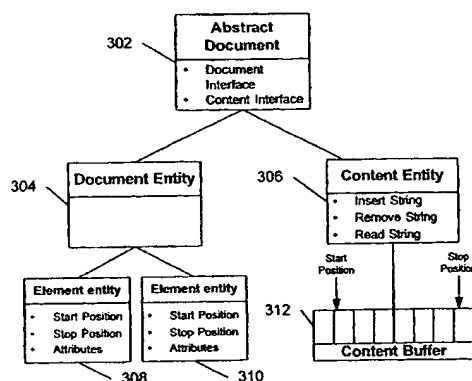 Abstract
Document
302
• Document
Interface
• Content Interface
304
Document Entity
306
Content Entity
• Insert String
• Remove String
• Read String
Start
Position
Stop
Position
Element entity
• Start Position
• Stop Position
• Attributes
308
Element entity
• Start Position
• Stop Position
• Attributes
310
312
Content Buffer